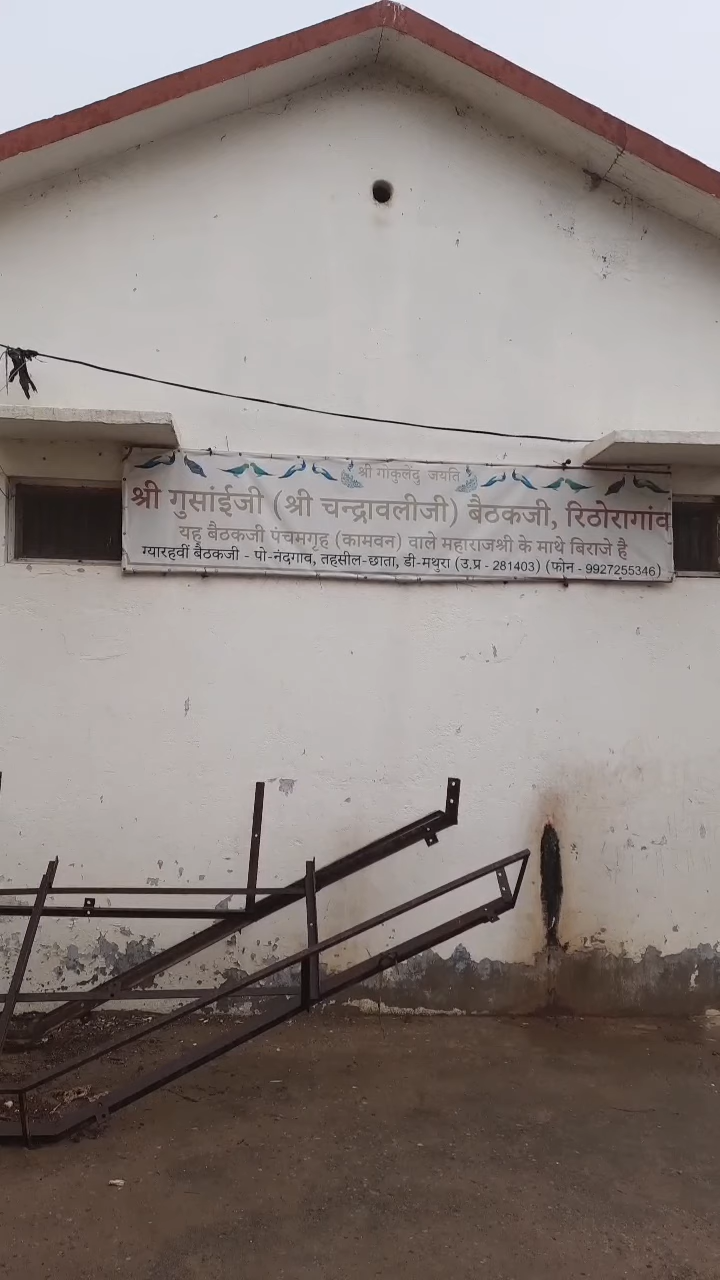 श्री गोकुलेंदु जयति
श्री गुसांईजी (श्री चन्द्रावलीजी) बैठकजी, रिठोरागांव
यह बैठकजी पंचमगृह (कामवन) वाले महाराजश्री के माथे बिराजे है
ग्यारहवीं बैठकजी - पो-नंदगाव, तहसील-छाता, डी-मथुरा (उ.प्र - 281403) (फोन - 9927255346)